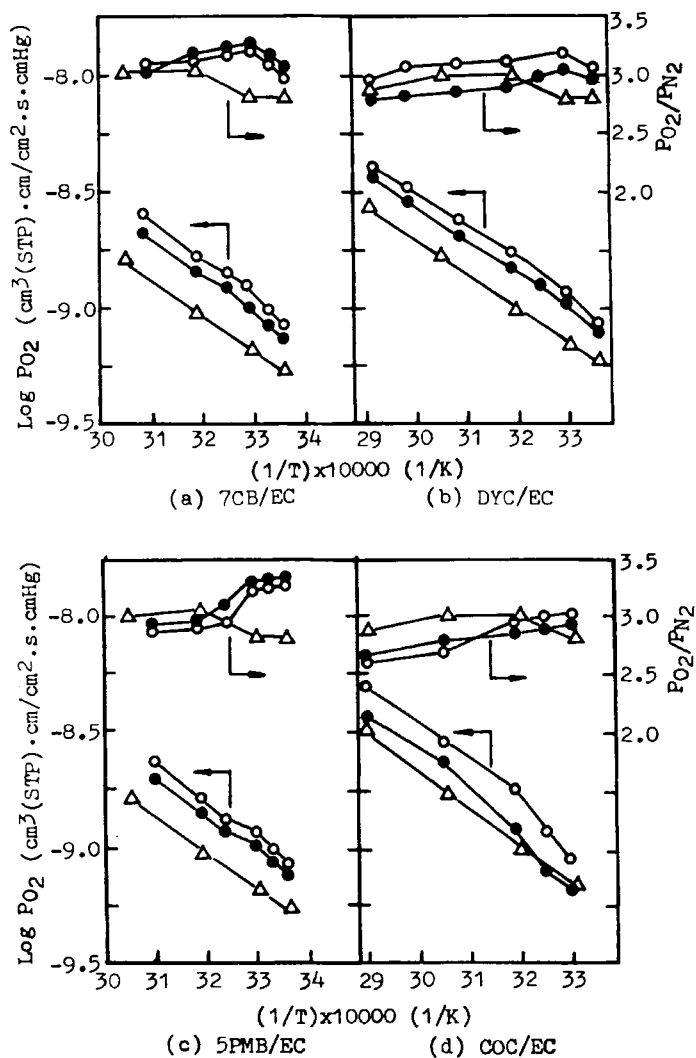 Log PO2 (cm3(STP)·cm/cm2·s·cmHg)
-8.0
-8.5
-9.0
-9.5
3.5
3.0
2.5
2.0
PO2/PN2
30 31 32 33 34 29 30 31 32 33
(1/T)x10000 (1/K)
(a) 7CB/EC (b) DYC/EC
Log PO2 (cm3(STP)·cm/cm2.s.cmHg)
-8.0
-8.5
-9.0
-9.5
3.5
3.0
2.5
2.0
PO2/PN2
30 31 32 33 34 29 30 31 32 33
(1/T)x10000 (1/K)
(c) 5PMB/EC (d) COC/EC